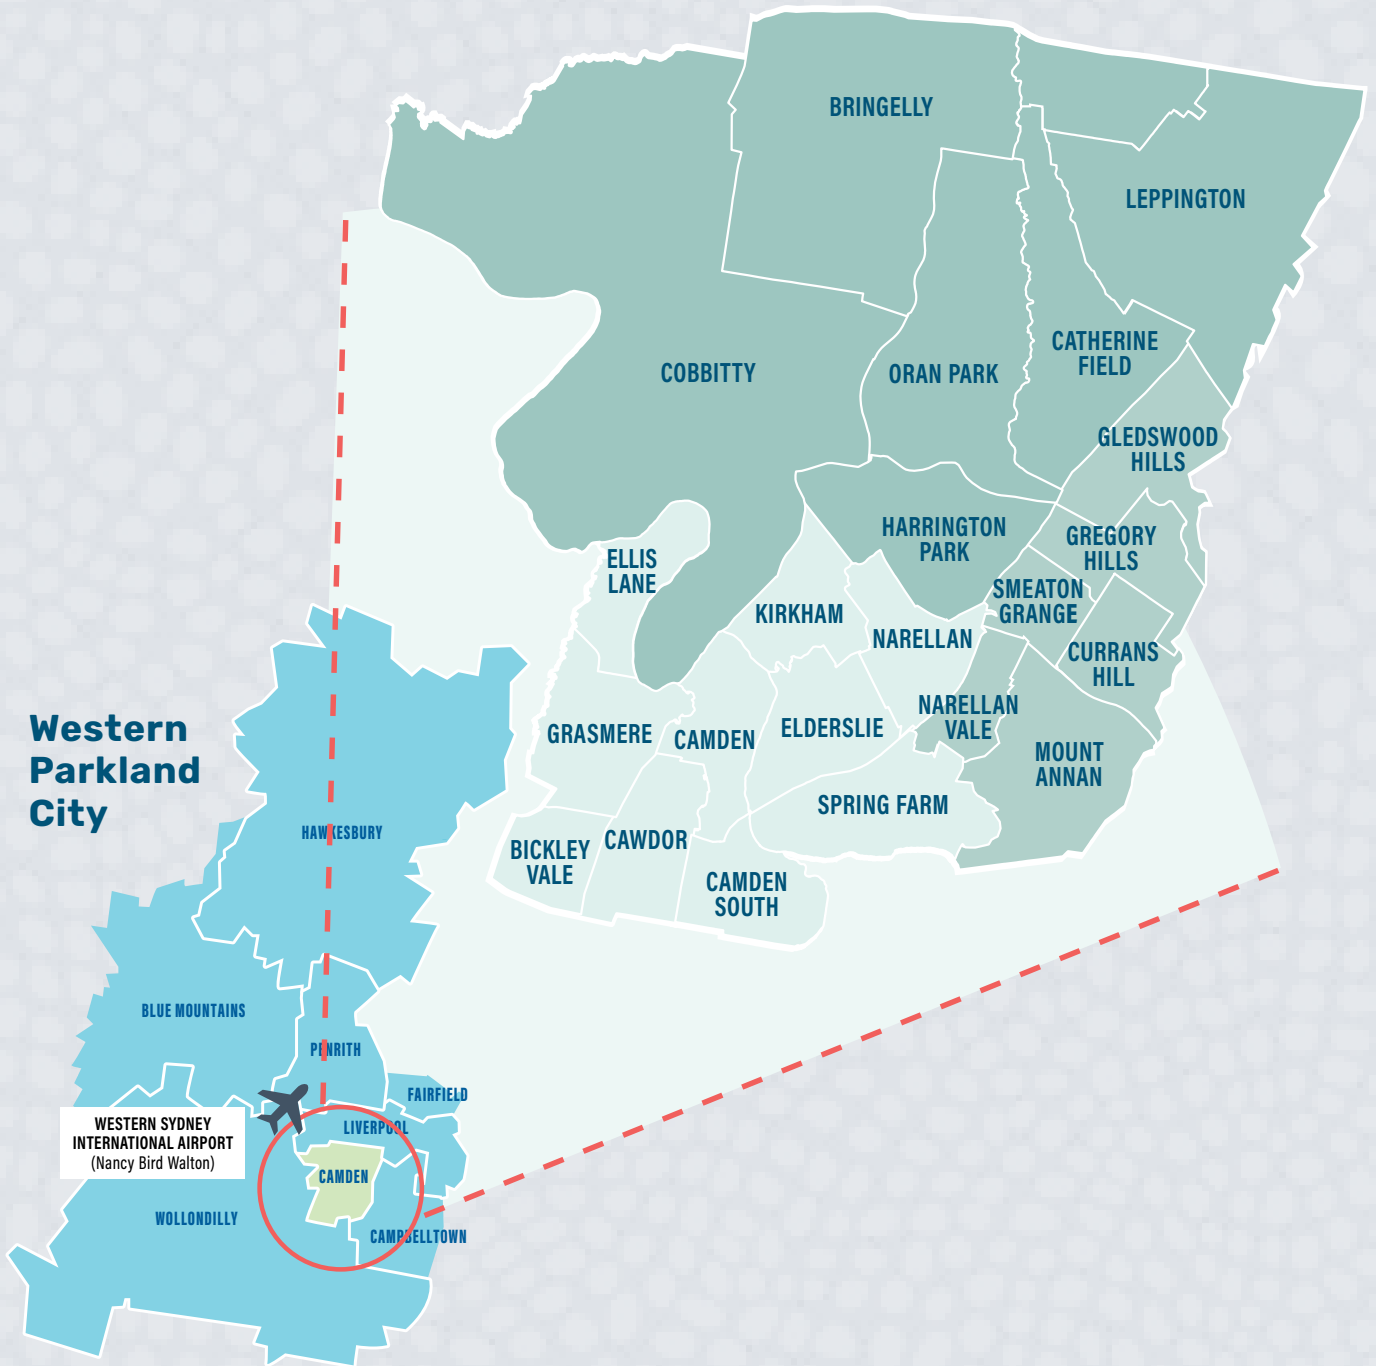 BRINGELLY
LEPPINGTON
CATHERINE
FIELD
COBBITTY
ORAN PARK
GLEDSWOOD
HILLS
HARRINGTON
PARK
GREGORY
HILLS
ELLIS
LANE
SMEATON
GRANGE
KIRKHAM
NARELLAN
CURRANS
HILL
NARELLAN
VALE
GRASMERE
CAMDEN
ELDERSLIE
MOUNT
ANNAN
SPRING FARM
BICKLEY
VALE
CAWDOR
CAMDEN
SOUTH
Western
Parkland
City
HAWKESBURY
BLUE MOUNTAINS
PENRITH
FAIRFIELD
WESTERN SYDNEY
INTERNATIONAL AIRPORT
(Nancy Bird Walton)
LIVERPOOL
CAMDEN
WOLLONDILLY
CAMPBELLTOWN